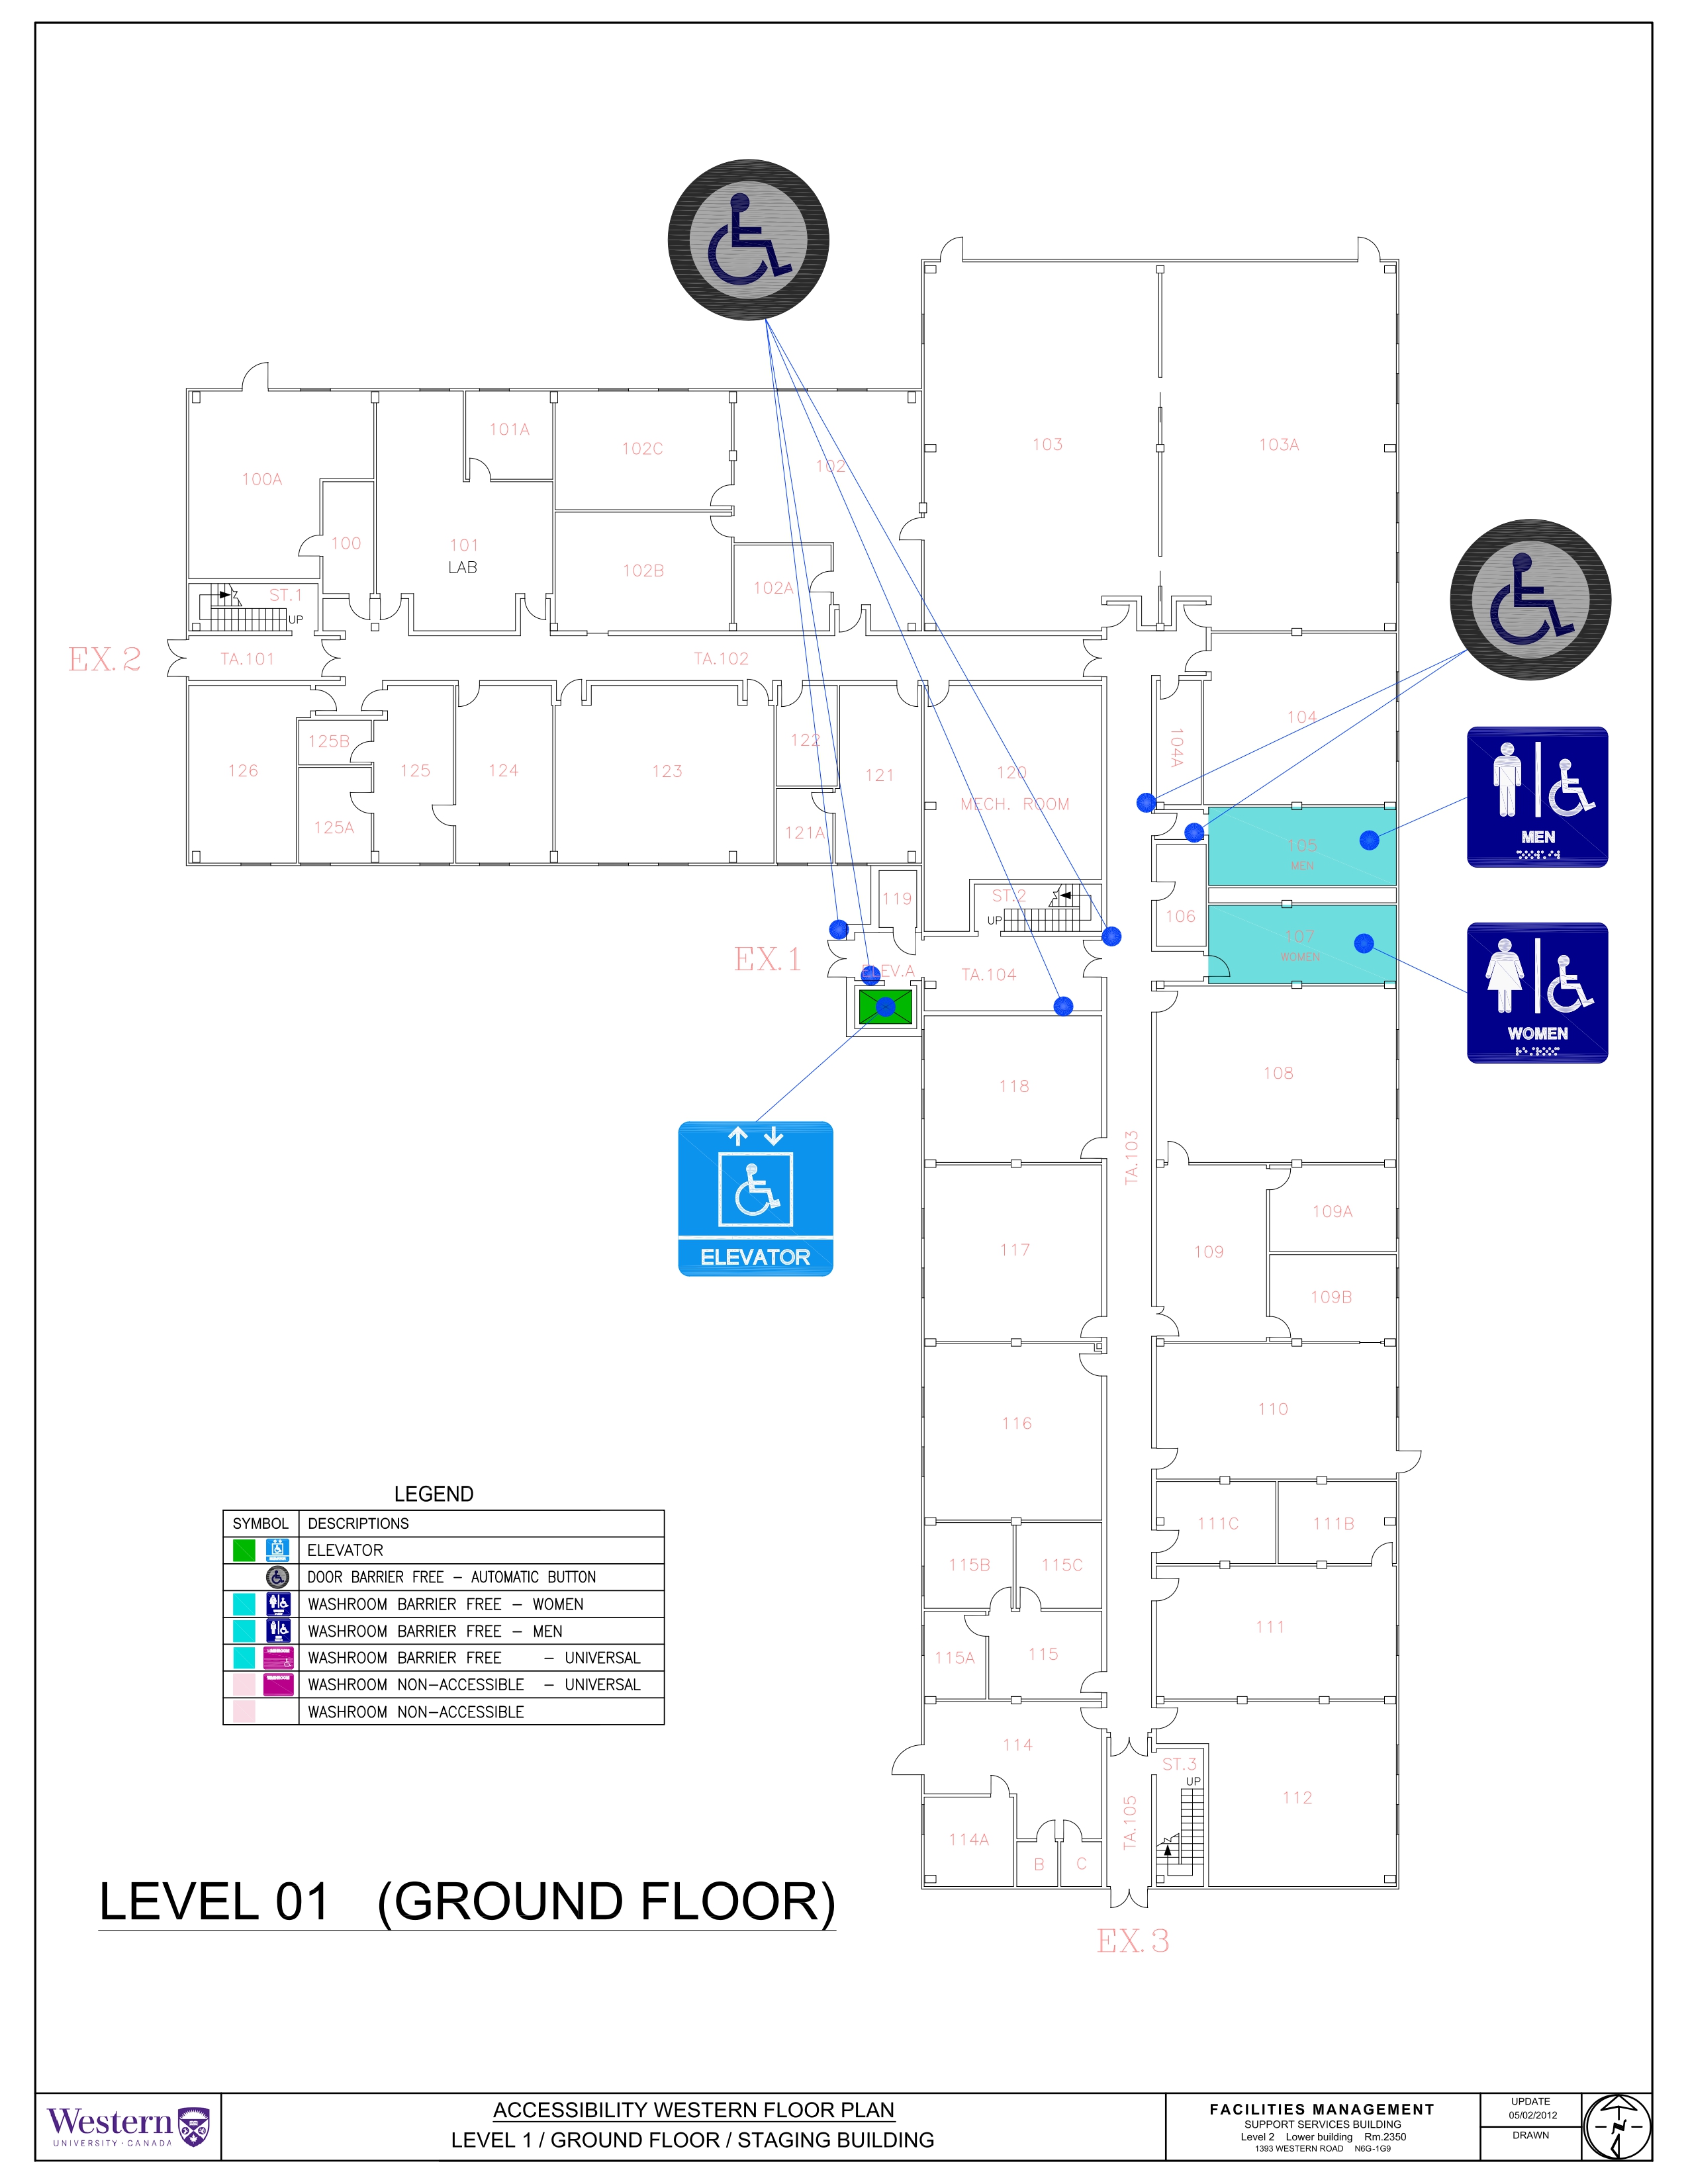 101A
102C
102
103
103A
100A
100
101
LAB
102B
102A
ST.1
UP
EX.2
TA.101
TA.102
104
126
125B
125
124
123
122
121
120
MECH. ROOM
104A
125A
121A
105
MEN
MEN
119
ST.2
UP
106
107
WOMEN
WOMEN
EX.1
ELEV.A
TA.104
118
108
TA.103
ELEVATOR
117
109
109A
109B
116
110
LEGEND
SYMBOL DESCRIPTIONS
ELEVATOR
DOOR BARRIER FREE - AUTOMATIC BUTTON
WASHROOM BARRIER FREE - WOMEN
WASHROOM BARRIER FREE - MEN
WASHROOM BARRIER FREE - UNIVERSAL
WASHROOM NON-ACCESSIBLE - UNIVERSAL
WASHROOM NON-ACCESSIBLE
111C
111B
115B
115C
111
115A
115
114
ST.3
UP
112
TA.105
114A
B
C
LEVEL 01 (GROUND FLOOR)
EX.3
Western
UNIVERSITY · CANADA
ACCESSIBILITY WESTERN FLOOR PLAN
LEVEL 1 / GROUND FLOOR / STAGING BUILDING
FACILITIES MANAGEMENT
SUPPORT SERVICES BUILDING
Level 2 Lower building Rm.2350
1393 WESTERN ROAD N6G-1G9
UPDATE
05/02/2012
DRAWN